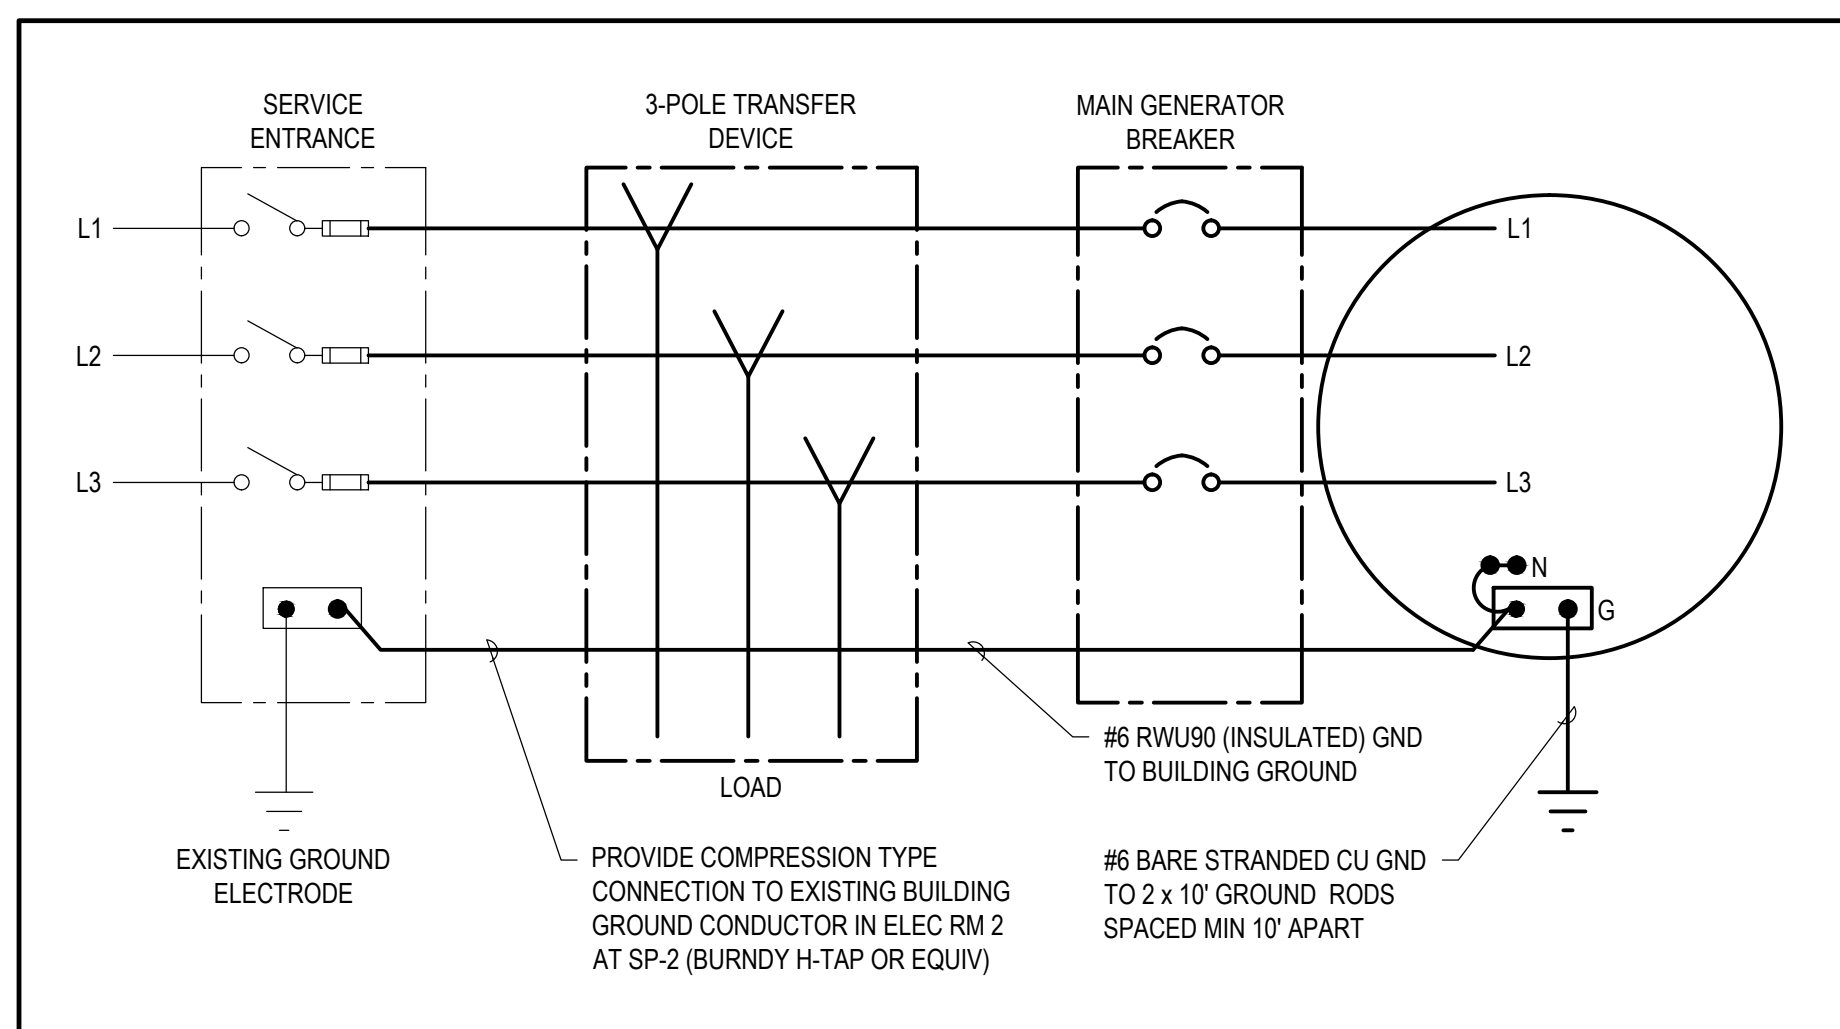 SERVICE
ENTRANCE
3-POLE TRANSFER
DEVICE
MAIN GENERATOR
BREAKER
L1
L1
L2
L2
L3
L3
N
G
#6 RWU90 (INSULATED) GND
TO BUILDING GROUND
LOAD
EXISTING GROUND
ELECTRODE
PROVIDE COMPRESSION TYPE
CONNECTION TO EXISTING BUILDING
GROUND CONDUCTOR IN ELEC RM 2
AT SP-2 (BURNDY H-TAP OR EQUIV)
#6 BARE STRANDED CU GND
TO 2 x 10' GROUND RODS
SPACED MIN 10' APART